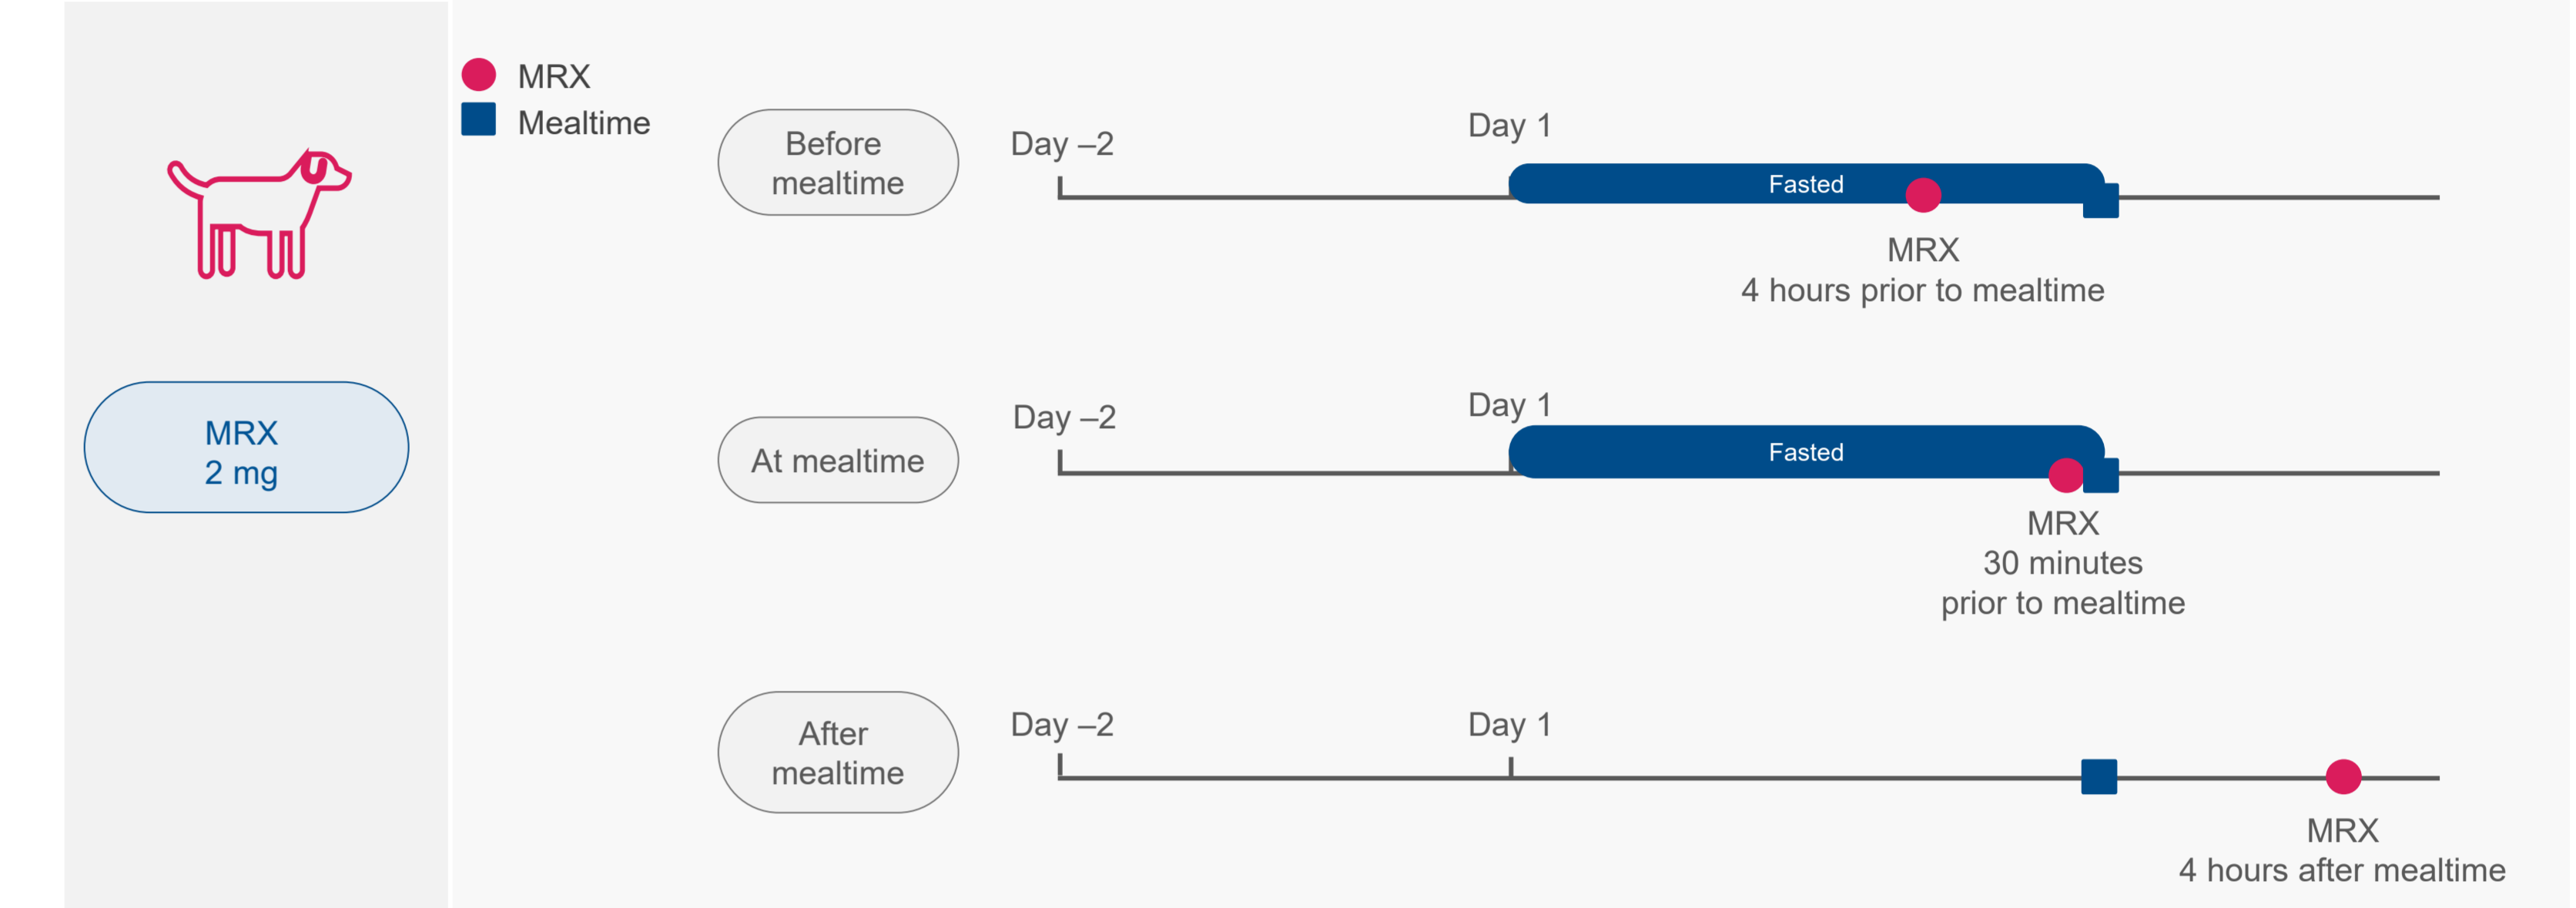 MRX
Mealtime
MRX
2 mg
Before
mealtime
Day –2
Day 1
Fasted
MRX
4 hours prior to mealtime
At mealtime
Day –2
Day 1
Fasted
MRX
30 minutes
prior to mealtime
After
mealtime
Day –2
Day 1
MRX
4 hours after mealtime